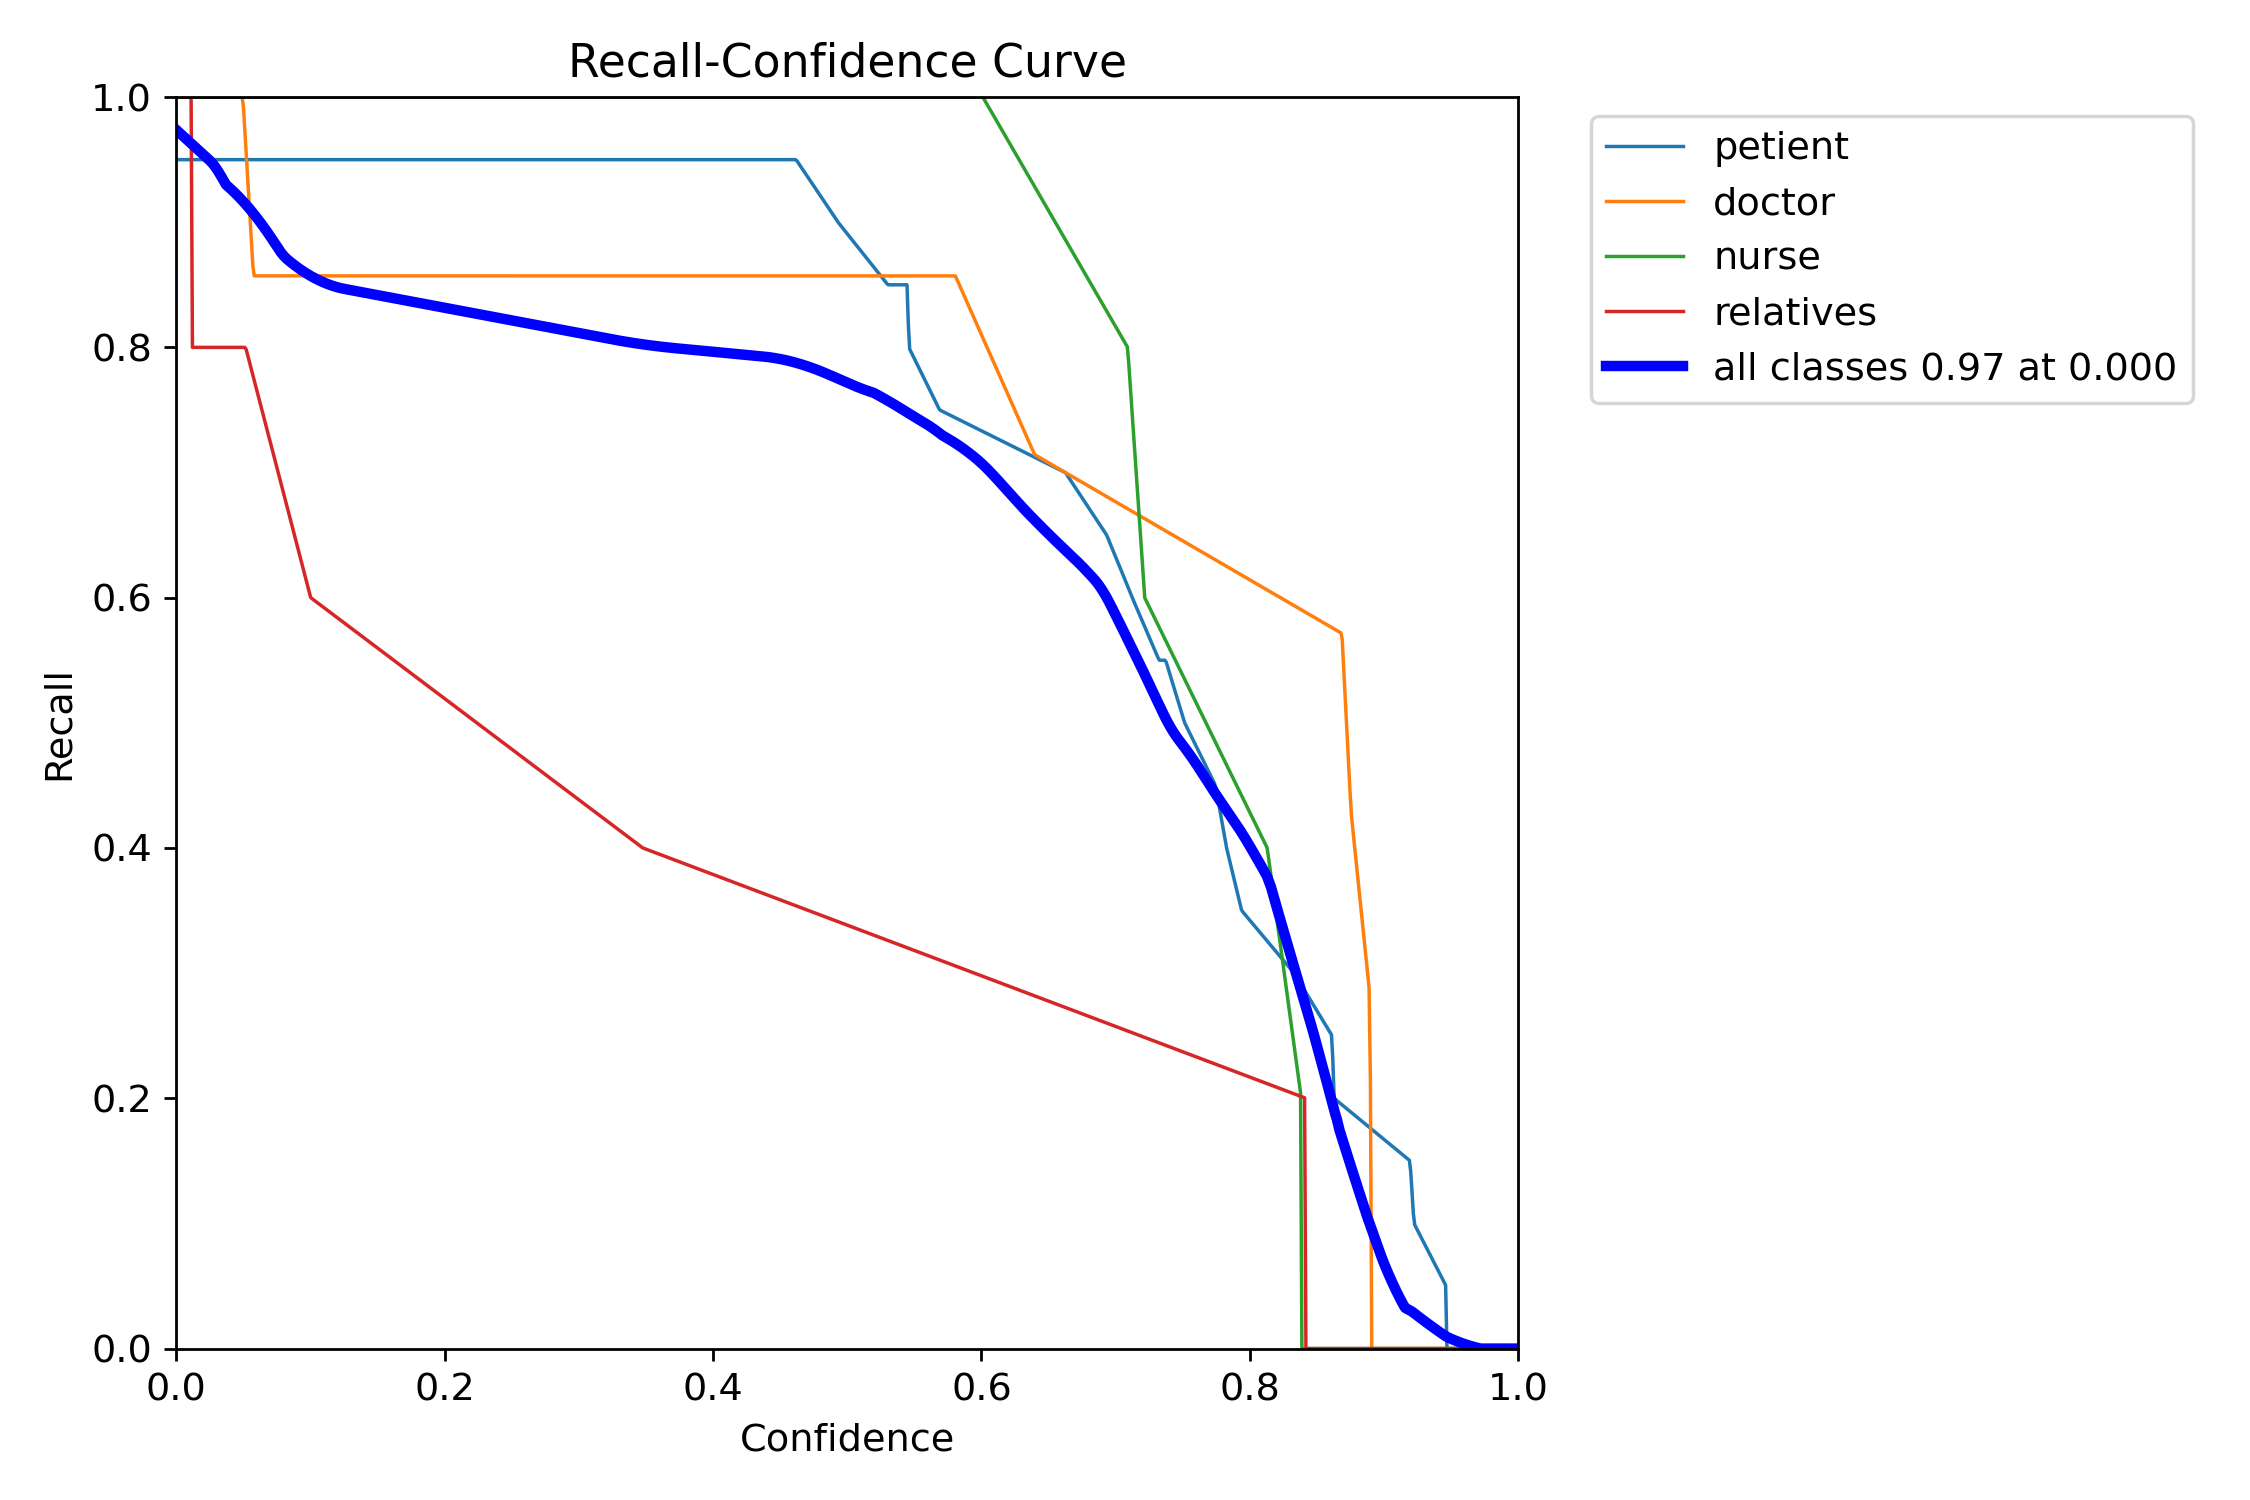 Recall-Confidence Curve
1.0
0.8
0.6
0.4
0.2
0.0
Recall
0.0 0.2 0.4 0.6 0.8 1.0
Confidence
petient
doctor
nurse
relatives
all classes 0.97 at 0.000